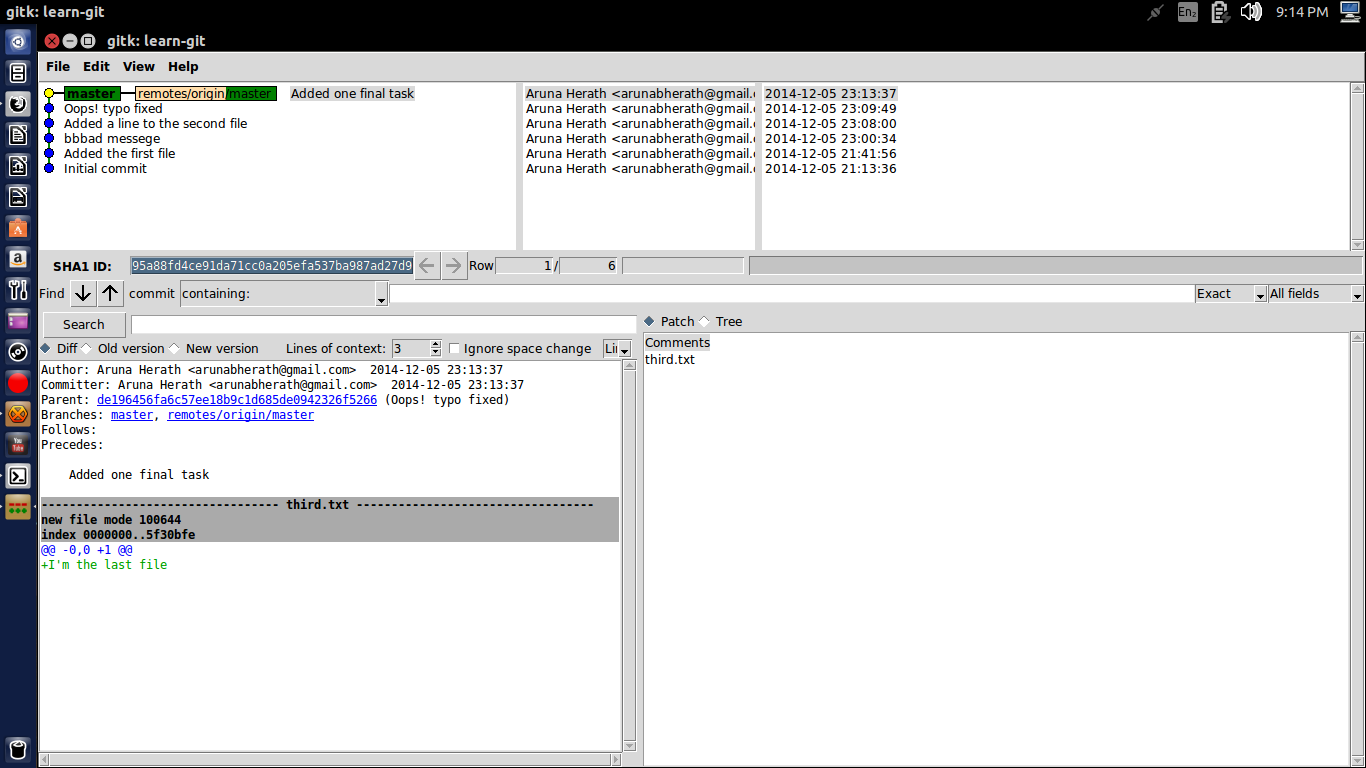 gitk: learn-git
En2
9:14 PM
gitk: learn-git
File Edit View Help
master remotes/origin/master Added one final task Aruna Herath <arunabherath@gmail.c 2014-12-05 23:13:37
Oops! typo fixed Aruna Herath <arunabherath@gmail.c 2014-12-05 23:09:49
Added a line to the second file Aruna Herath <arunabherath@gmail.c 2014-12-05 23:08:00
bbbad messege Aruna Herath <arunabherath@gmail.c 2014-12-05 23:00:34
Added the first file Aruna Herath <arunabherath@gmail.c 2014-12-05 21:41:56
Initial commit Aruna Herath <arunabherath@gmail.c 2014-12-05 21:13:36
SHA1 ID: 95a88fd4ce91da71cc0a205efa537ba987ad27d9 Row 1 / 6
Find commit containing: Exact All fields
Search
Patch Tree
Diff Old version New version Lines of context: 3 Ignore space change Li
Comments
third.txt
Author: Aruna Herath <arunabherath@gmail.com> 2014-12-05 23:13:37
Committer: Aruna Herath <arunabherath@gmail.com> 2014-12-05 23:13:37
Parent: de196456fa6c57ee18b9c1d685de0942326f5266 (Oops! typo fixed)
Branches: master, remotes/origin/master
Follows:
Precedes:
Added one final task
---------------------------------- third.txt ----------------------------------
new file mode 100644
index 0000000..5f30bfe
@@ -0,0 +1 @@
+I'm the last file